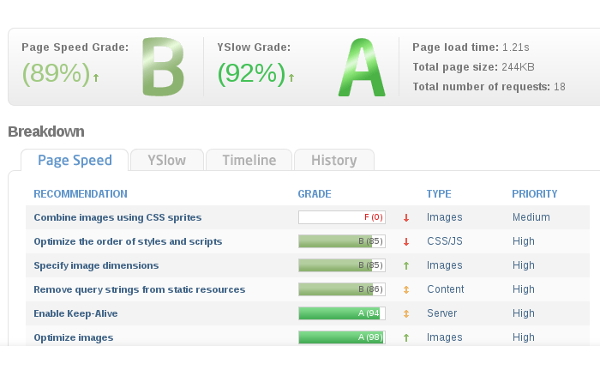 Page Speed Grade:
(89%)↑
B
YSlow Grade:
(92%)↑
A
Page load time: 1.21s
Total page size: 244KB
Total number of requests: 18
Breakdown
Page Speed YSlow Timeline History
RECOMMENDATION GRADE TYPE PRIORITY
Combine images using CSS sprites F (0) ↓ Images Medium
Optimize the order of styles and scripts B (85) ↓ CSS/JS High
Specify image dimensions B (85) ↑ Images High
Remove query strings from static resources B (86) ↕ Content High
Enable Keep-Alive A (94 ↕ Server High
Optimize images A (98) ↑ Images High